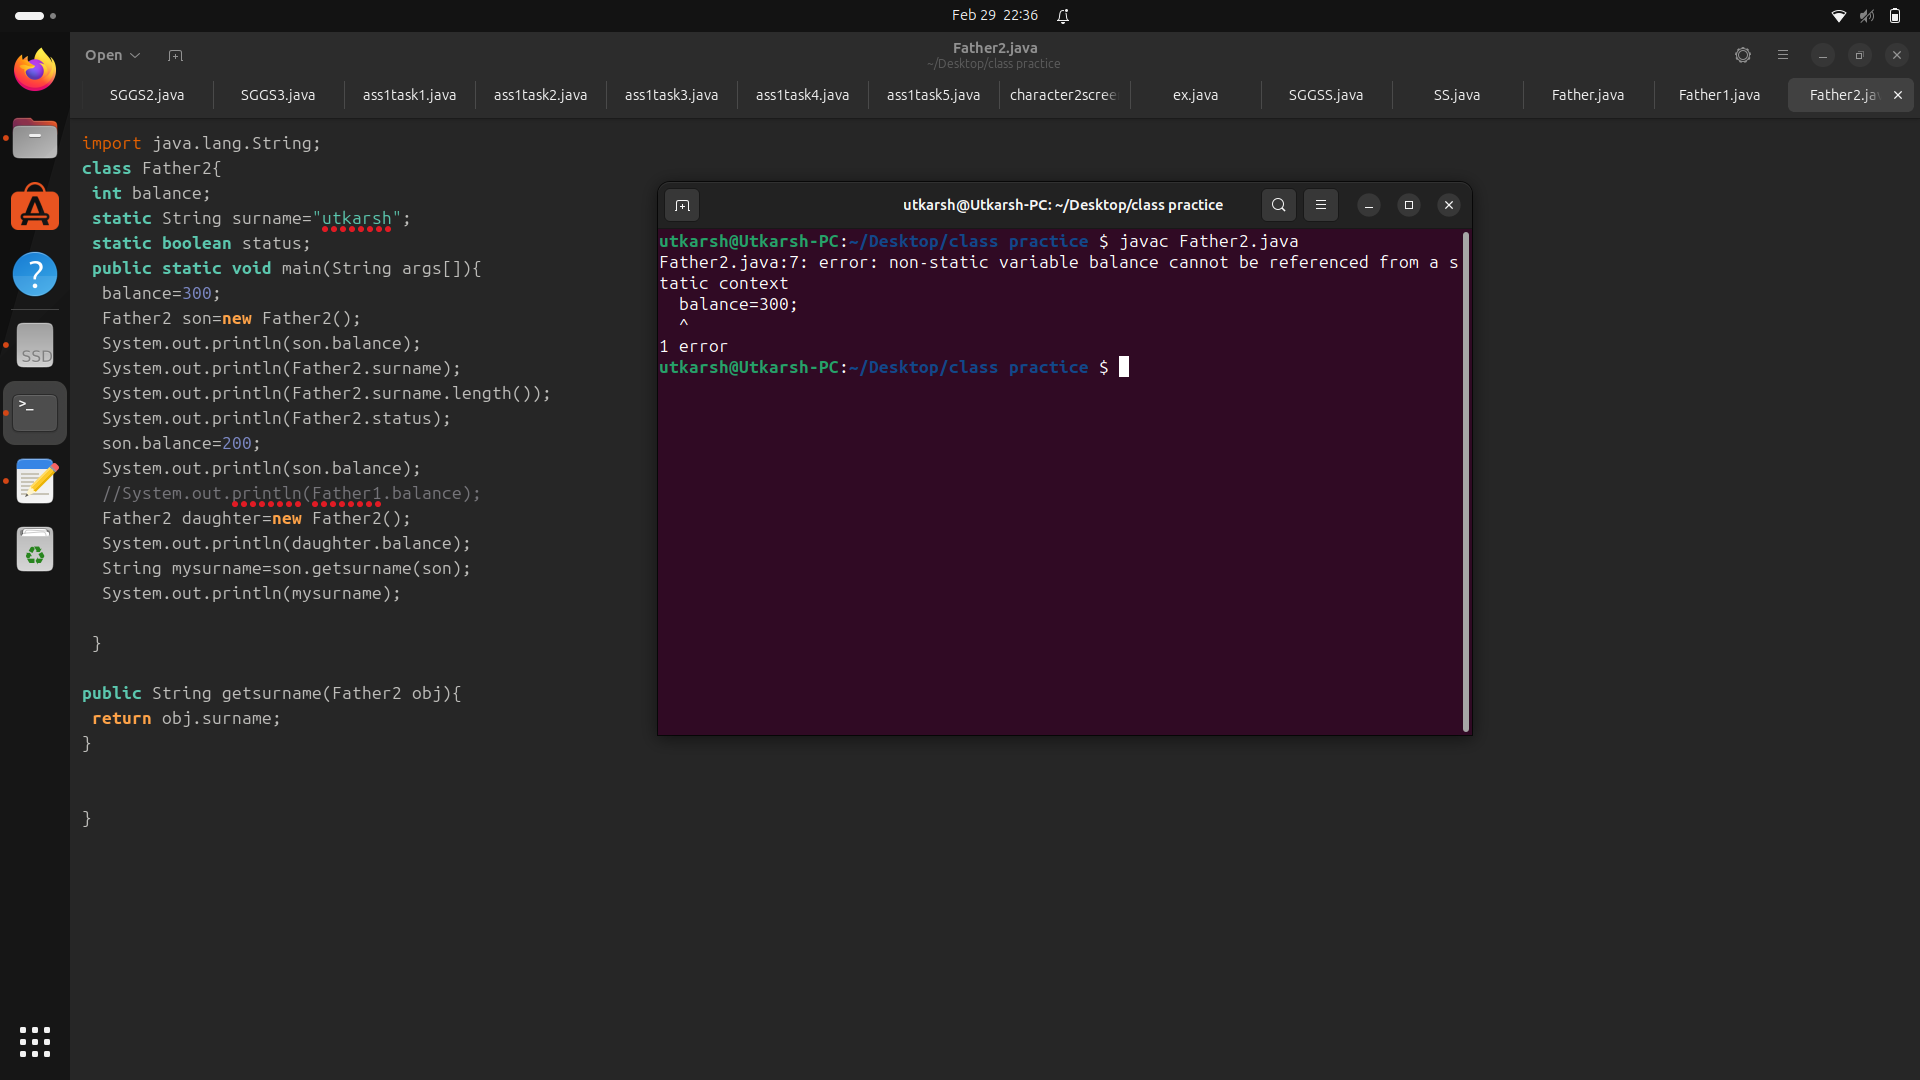 Feb 29 22:36
Open
Father2.java
~/Desktop/class practice
SGGS2.java
SGGS3.java
ass1task1.java
ass1task2.java
ass1task3.java
ass1task4.java
ass1task5.java
character2scree
ex.java
SGGSS.java
SS.java
Father.java
Father1.java
Father2.ja
import java.lang.String;
class Father2{
 int balance;
 static String surname="utkarsh";
 static boolean status;
 public static void main(String args[]){
  balance=300;
  Father2 son=new Father2();
  System.out.println(son.balance);
  System.out.println(Father2.surname);
  System.out.println(Father2.surname.length());
  System.out.println(Father2.status);
  son.balance=200;
  System.out.println(son.balance);
  //System.out.println(Father1.balance);
  Father2 daughter=new Father2();
  System.out.println(daughter.balance);
  String mysurname=son.getsurname(son);
  System.out.println(mysurname);
 }
public String getsurname(Father2 obj){
 return obj.surname;
}
}
utkarsh@Utkarsh-PC: ~/Desktop/class practice
utkarsh@Utkarsh-PC:~/Desktop/class practice $ javac Father2.java
Father2.java:7: error: non-static variable balance cannot be referenced from a s
tatic context
  balance=300;
  ^
1 error
utkarsh@Utkarsh-PC:~/Desktop/class practice $
SSD
>_